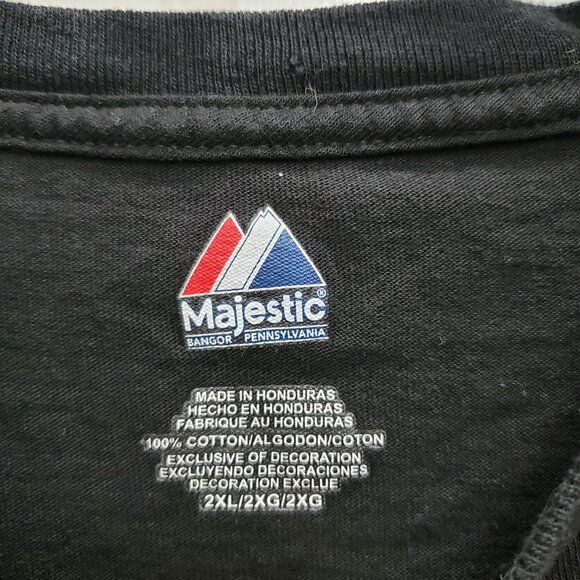 Majestic®
BANGOR PENNSYLVANIA
MADE IN HONDURAS
HECHO EN HONDURAS
FABRIQUE AU HONDURAS
100% COTTON/ALGODON/COTON
EXCLUSIVE OF DECORATION
EXCLUYENDO DECORACIONES
DECORATION EXCLUE
2XL/2XG/2XG